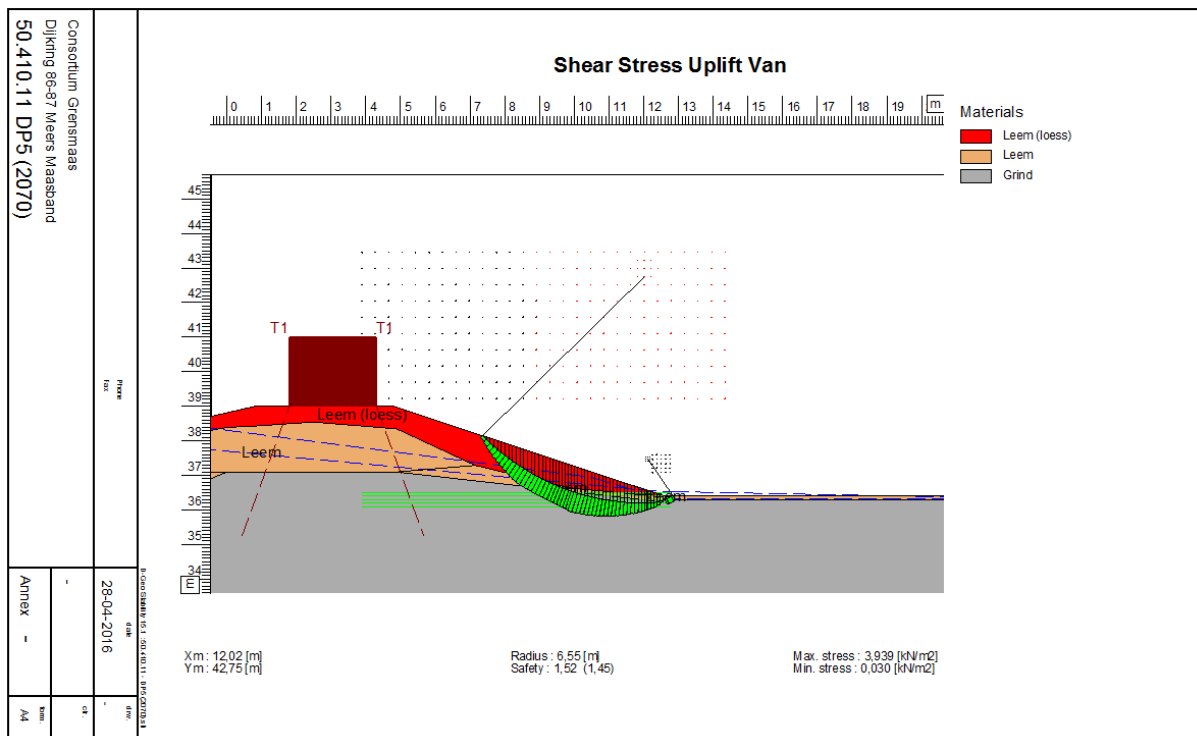 Consortium Grensmaas
Dijkring 86-87 Meers Maasband
50.410.11 DP5 (2070)
Phone
Fax
date
28-04-2016
drw.
-
-
ctr.
Annex -
form.
A4
Shear Stress Uplift Van
0 1 2 3 4 5 6 7 8 9 10 11 12 13 14 15 16 17 18 19 m
Materials
Leem (loess)
Leem
Grind
45
44
43
42
41
40
39
38
37
36
35
34
m
T1 T1
Leem (loess)
Leem
Xm : 12,02 [m] Radius : 6,55 [m] Max. stress : 3,939 [kN/m2]
Ym : 42,75 [m] Safety : 1,52 (1,45) Min. stress : 0,030 [kN/m2]